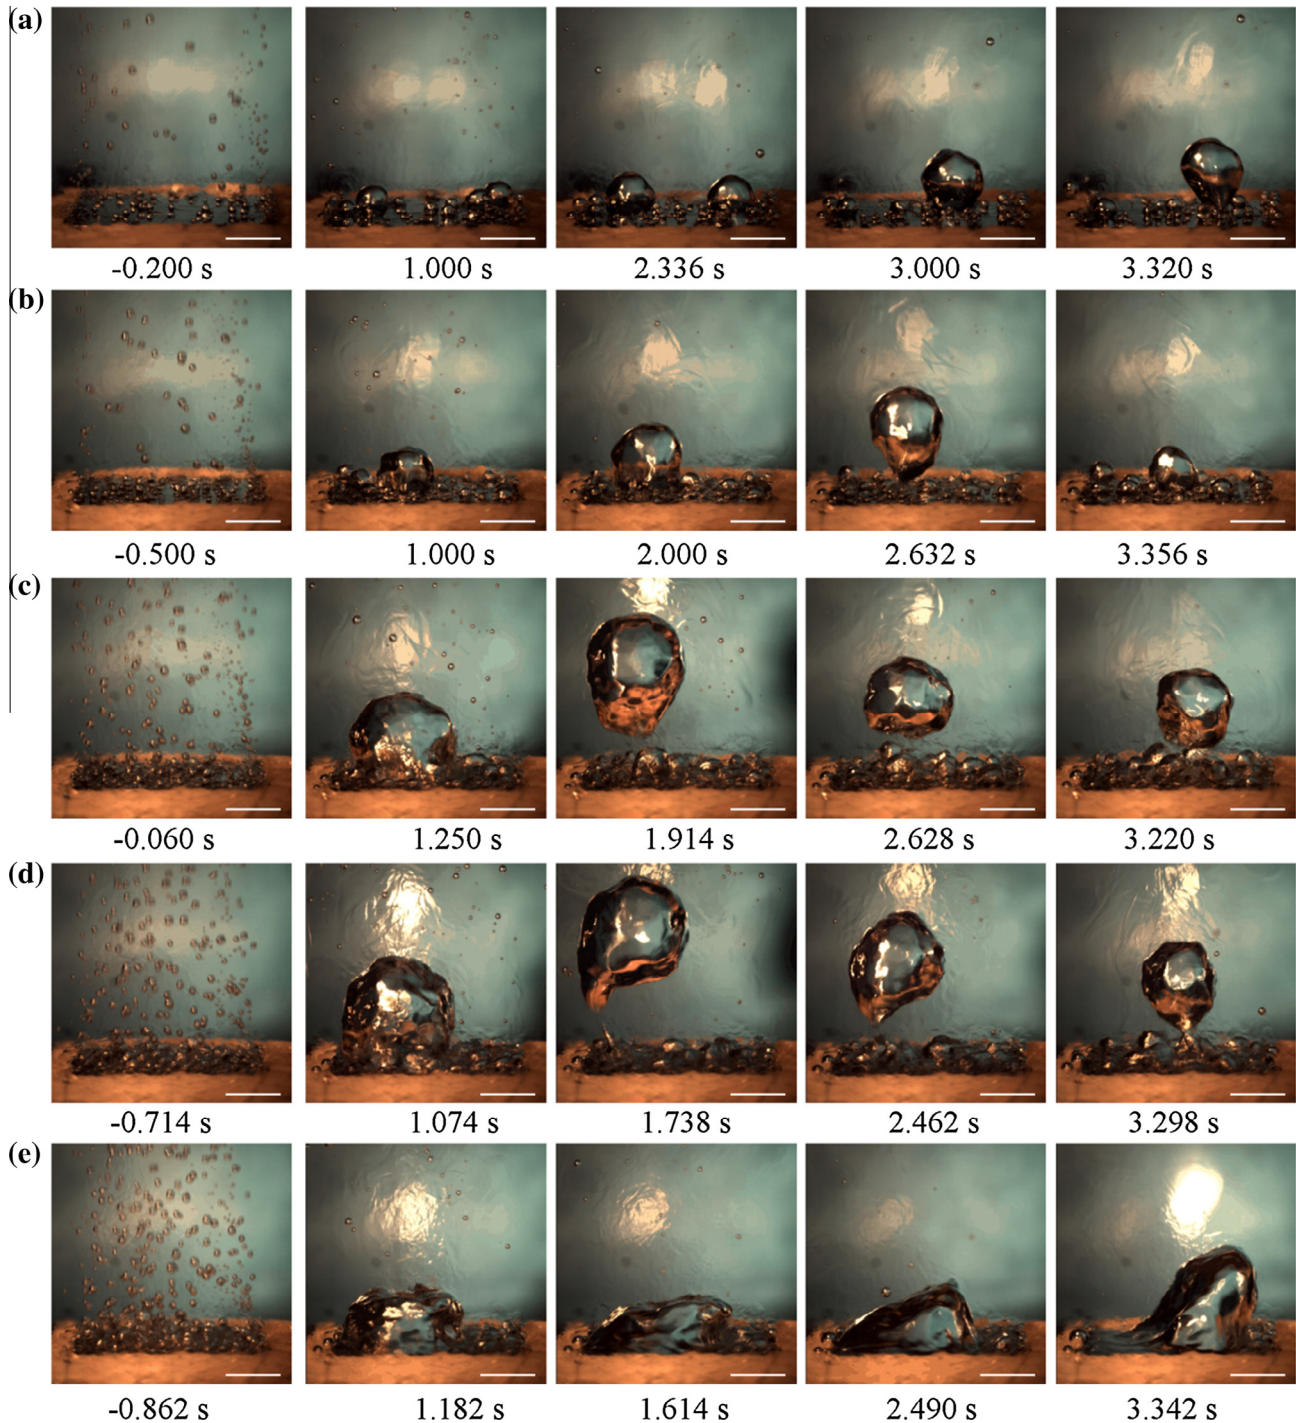 (a)
-0.200 s 1.000 s 2.336 s 3.000 s 3.320 s
(b)
-0.500 s 1.000 s 2.000 s 2.632 s 3.356 s
(c)
-0.060 s 1.250 s 1.914 s 2.628 s 3.220 s
(d)
-0.714 s 1.074 s 1.738 s 2.462 s 3.298 s
(e)
-0.862 s 1.182 s 1.614 s 2.490 s 3.342 s